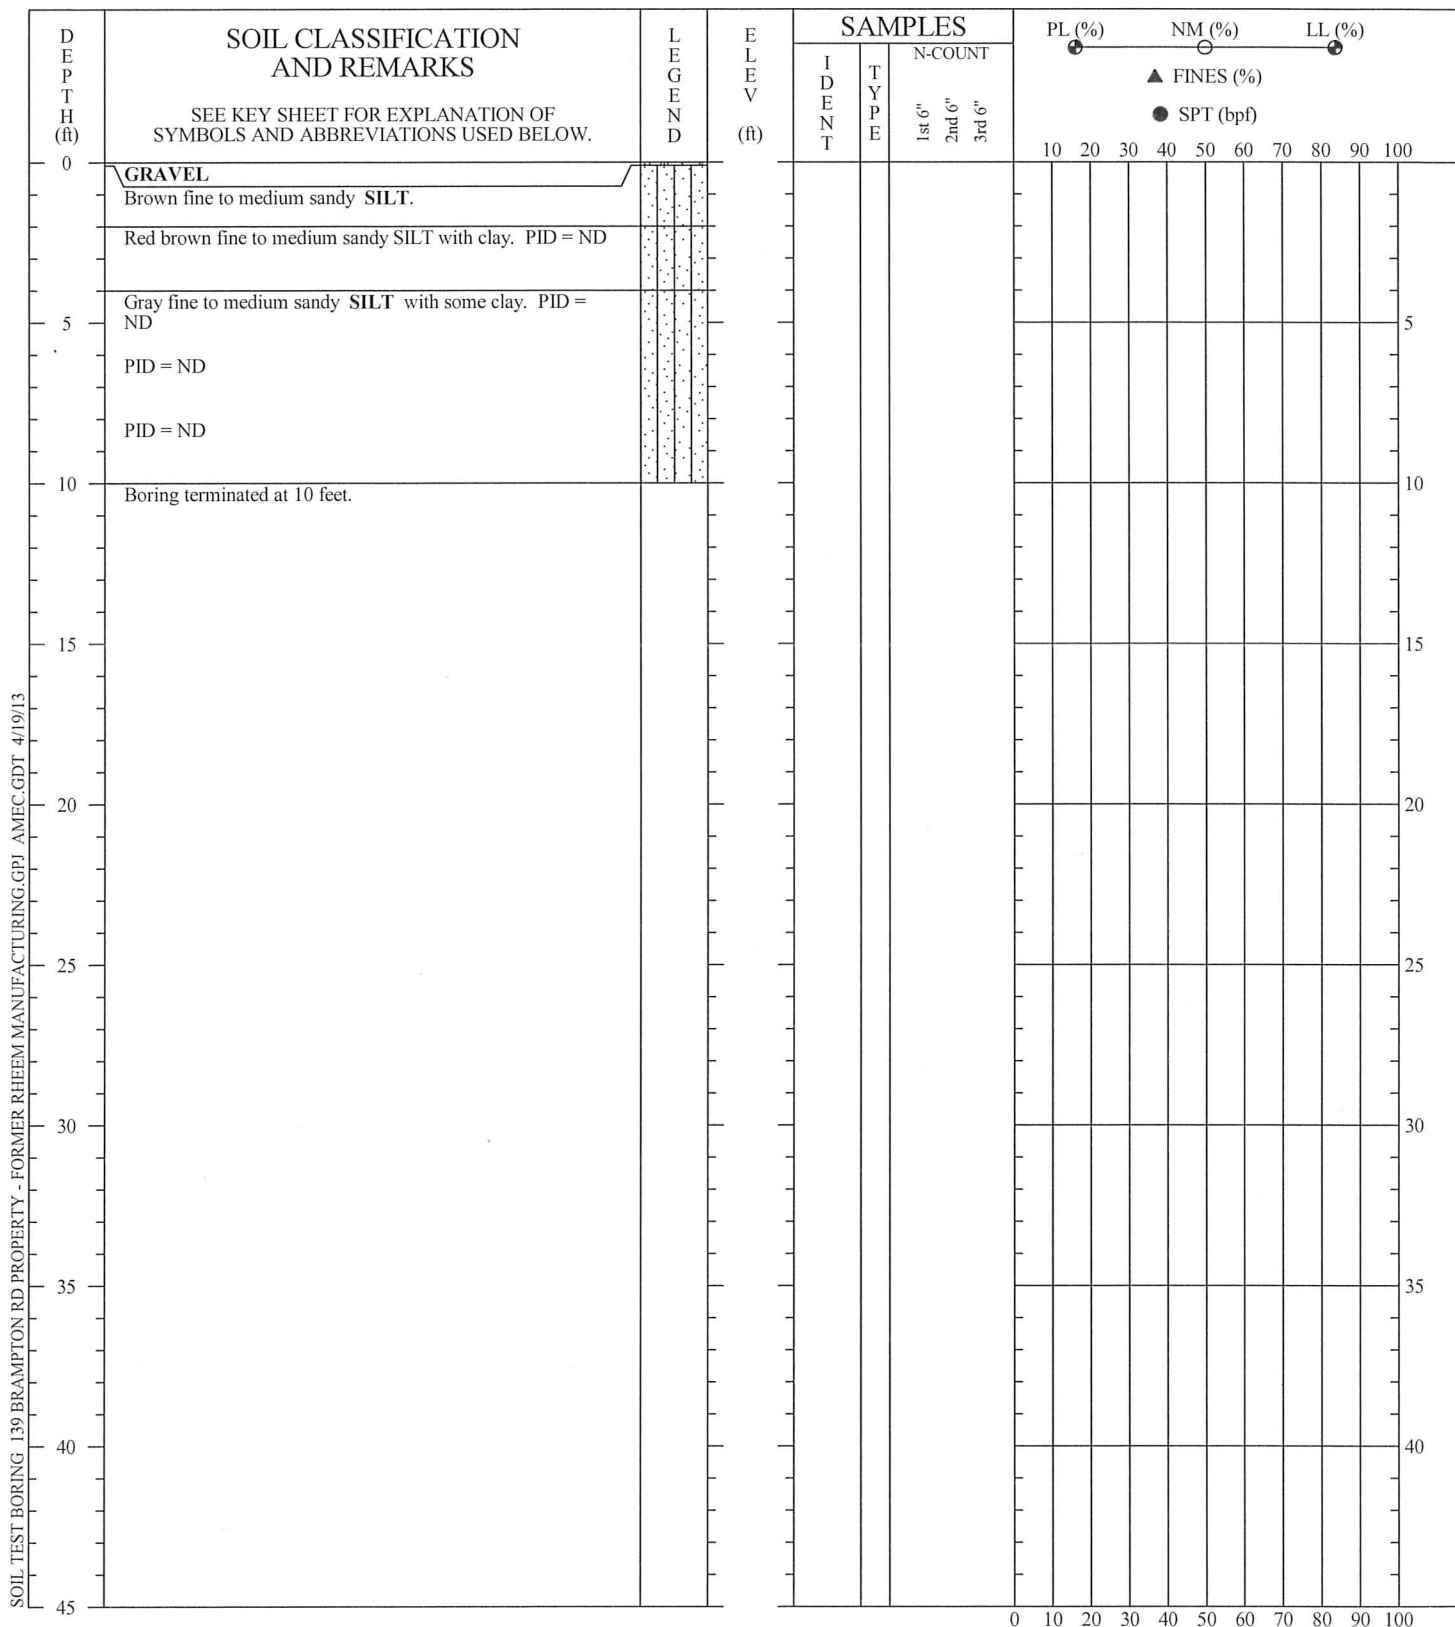 DEPTH
(ft)
SOIL CLASSIFICATION
AND REMARKS
SEE KEY SHEET FOR EXPLANATION OF
SYMBOLS AND ABBREVIATIONS USED BELOW.
LEGEND
ELEV
(ft)
SAMPLES
IDENT
TYPE
N-COUNT
1st 6"
2nd 6"
3rd 6"
PL (%) NM (%) LL (%)
▲ FINES (%)
● SPT (bpf)
10 20 30 40 50 60 70 80 90 100
0
GRAVEL
Brown fine to medium sandy SILT.
Red brown fine to medium sandy SILT with clay. PID = ND
Gray fine to medium sandy SILT with some clay. PID =
ND
5 5
PID = ND
PID = ND
10 10
Boring terminated at 10 feet.
15 15
20 20
25 25
30 30
35 35
40 40
45
0 10 20 30 40 50 60 70 80 90 100
SOIL TEST BORING 139 BRAMPTON RD PROPERTY - FORMER RHEEM MANUFACTURING.GPJ AMEC.GDT 4/19/13